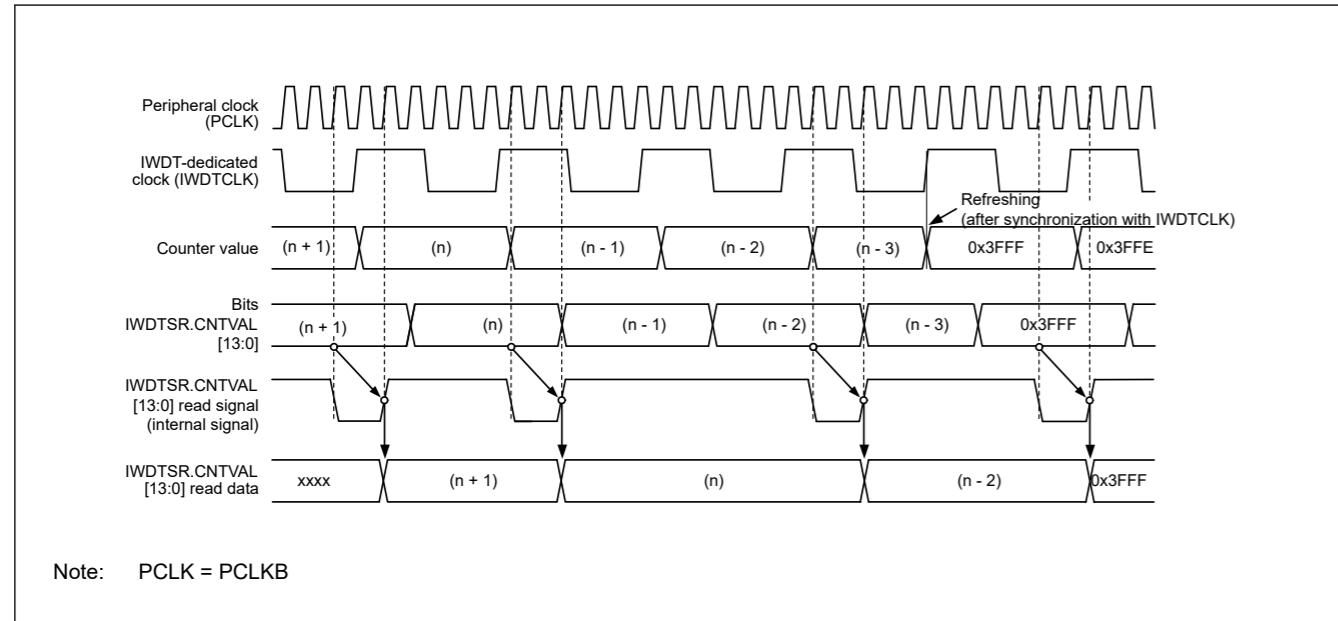 Peripheral clock
(PCLK)
IWDT-dedicated
clock (IWDTCLK)
Refreshing
(after synchronization with IWDTCLK)
Counter value
(n + 1)
(n)
(n - 1)
(n - 2)
(n - 3)
0x3FFF
0x3FFE
Bits
IWDTSR.CNTVAL
[13:0]
(n + 1)
(n)
(n - 1)
(n - 2)
(n - 3)
0x3FFF
IWDTSR.CNTVAL
[13:0] read signal
(internal signal)
IWDTSR.CNTVAL
[13:0] read data
xxxx
(n + 1)
(n)
(n - 2)
0x3FFF
Note: PCLK = PCLKB